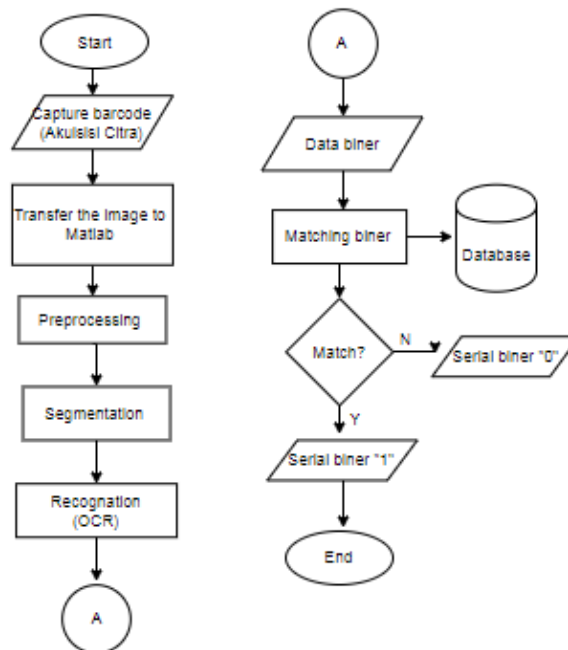 Start
Capture barcode
(Akuisisi Citra)
Transfer the Image to
Matlab
Preprocessing
Segmentation
Recognation
(OCR)
A
A
Data biner
Matching biner
Database
Match?
N
Serial biner "0"
Y
Serial biner "1"
End